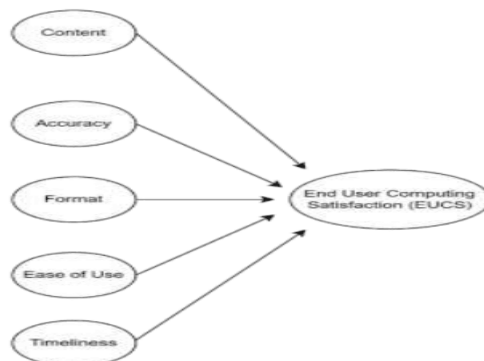 Content
Accuracy
Format
Ease of Use
Timeliness
End User Computing
Satisfaction (EUCS)